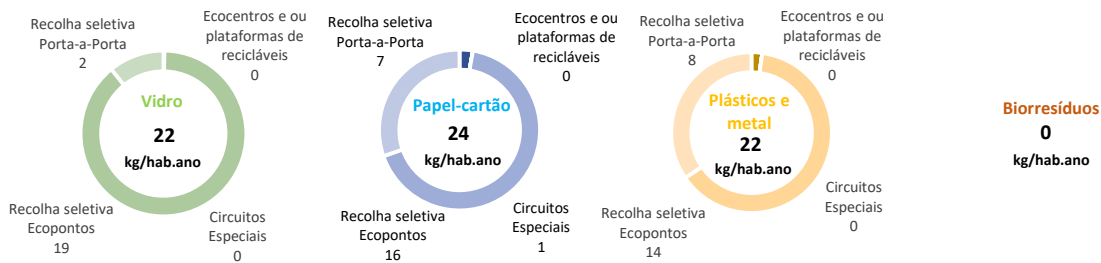 Recolha seletiva
Porta-a-Porta
2
Ecocentros e ou
plataformas de
recicláveis
0
Vidro
22
kg/hab.ano
Recolha seletiva
Ecopontos
19
Circuitos
Especiais
0
Recolha seletiva
Porta-a-Porta
7
Ecocentros e ou
plataformas de
recicláveis
0
Papel-cartão
24
kg/hab.ano
Recolha seletiva
Ecopontos
16
Circuitos
Especiais
1
Recolha seletiva
Porta-a-Porta
8
Ecocentros e ou
plataformas de
recicláveis
0
Plásticos e
metal
22
kg/hab.ano
Recolha seletiva
Ecopontos
14
Circuitos
Especiais
0
Biorresíduos
0
kg/hab.ano